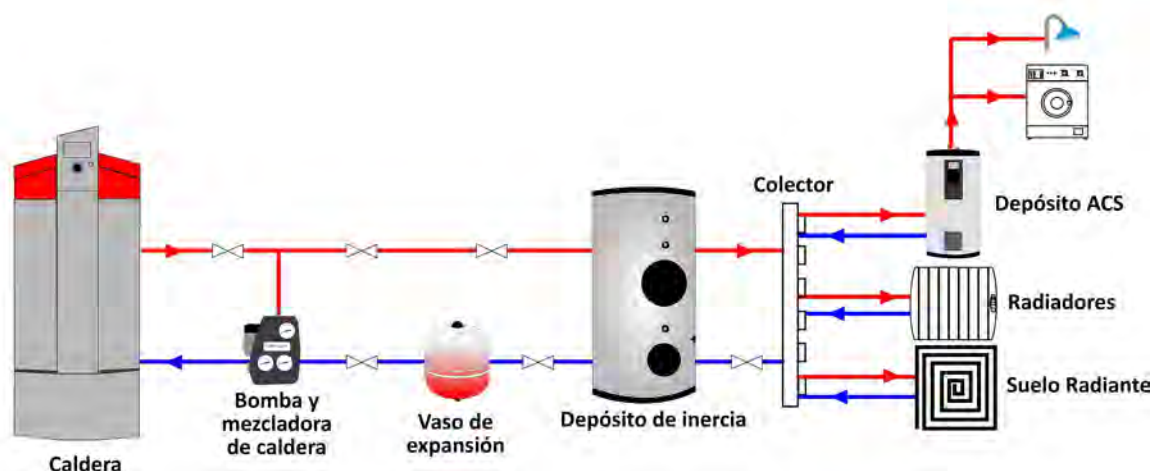 Colector
Depósito ACS
Radiadores
Suelo Radiante
Depósito de inercia
Bomba y
mezcladora
de caldera
Vaso de
expansión
Caldera